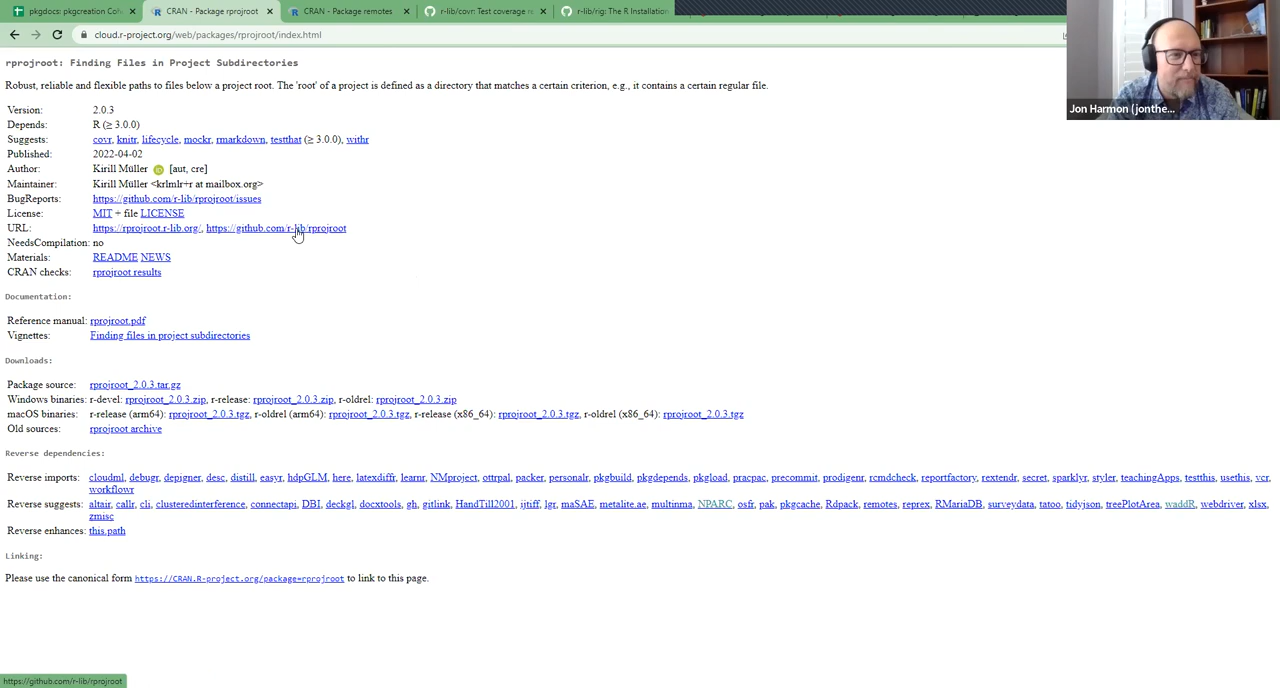 pkgdocs: pkgcreation Coh
CRAN - Package rprojroot
CRAN - Package remotes
r-lib/covr: Test coverage re
r-lib/rig: The R Installation
cloud.r-project.org/web/packages/rprojroot/index.html
Jon Harmon (jonthe...
rprojroot: Finding Files in Project Subdirectories
Robust, reliable and flexible paths to files below a project root. The 'root' of a project is defined as a directory that matches a certain criterion, e.g., it contains a certain regular file.
Version: 2.0.3
Depends: R (≥ 3.0.0)
Suggests: covr, knitr, lifecycle, mockr, rmarkdown, testthat (≥ 3.0.0), withr
Published: 2022-04-02
Author: Kirill Müller iD [aut, cre]
Maintainer: Kirill Müller <krlmlr+r at mailbox.org>
BugReports: https://github.com/r-lib/rprojroot/issues
License: MIT + file LICENSE
URL: https://rprojroot.r-lib.org/, https://github.com/r-lib/rprojroot
NeedsCompilation: no
Materials: README NEWS
CRAN checks: rprojroot results
Documentation:
Reference manual: rprojroot.pdf
Vignettes: Finding files in project subdirectories
Downloads:
Package source: rprojroot_2.0.3.tar.gz
Windows binaries: r-devel: rprojroot_2.0.3.zip, r-release: rprojroot_2.0.3.zip, r-oldrel: rprojroot_2.0.3.zip
macOS binaries: r-release (arm64): rprojroot_2.0.3.tgz, r-oldrel (arm64): rprojroot_2.0.3.tgz, r-release (x86_64): rprojroot_2.0.3.tgz, r-oldrel (x86_64): rprojroot_2.0.3.tgz
Old sources: rprojroot archive
Reverse dependencies:
Reverse imports: cloudml, debugr, depigner, desc, distill, easyr, hdpGLM, here, latexdiffr, learnr, NMproject, ottrpal, packer, personalr, pkgbuild, pkgdepends, pkgload, pracpac, precommit, prodigenr, rcmdcheck, reportfactory, rextendr, secret, sparklyr, styler, teachingApps, testthis, usethis, vcr,
workflowr
Reverse suggests: altair, callr, cli, clusteredinterference, connectapi, DBI, deckgl, docxtools, gh, gitlink, HandTill2001, ijtiff, lgr, maSAE, metalite.ae, multinma, NPARC, osfr, pak, pkgcache, Rdpack, remotes, reprex, RMariaDB, surveydata, tatoo, tidyjson, treePlotArea, waddR, webdriver, xlsx,
zmisc
Reverse enhances: this.path
Linking:
Please use the canonical form https://CRAN.R-project.org/package=rprojroot to link to this page.
https://github.com/r-lib/rprojroot